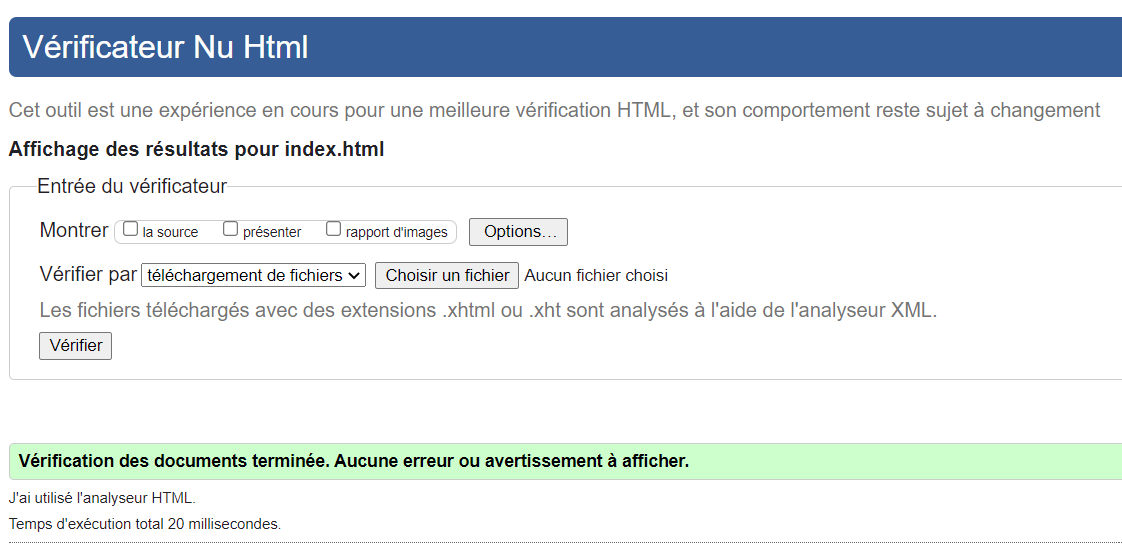 Vérificateur Nu Html
Cet outil est une expérience en cours pour une meilleure vérification HTML, et son comportement reste sujet à changement
Affichage des résultats pour index.html
Entrée du vérificateur
Montrer la source présenter rapport d'images Options...
Vérifier par téléchargement de fichiers Choisir un fichier Aucun fichier choisi
Les fichiers téléchargés avec des extensions .xhtml ou .xht sont analysés à l'aide de l'analyseur XML.
Vérifier
Vérification des documents terminée. Aucune erreur ou avertissement à afficher.
J'ai utilisé l'analyseur HTML.
Temps d'exécution total 20 millisecondes.